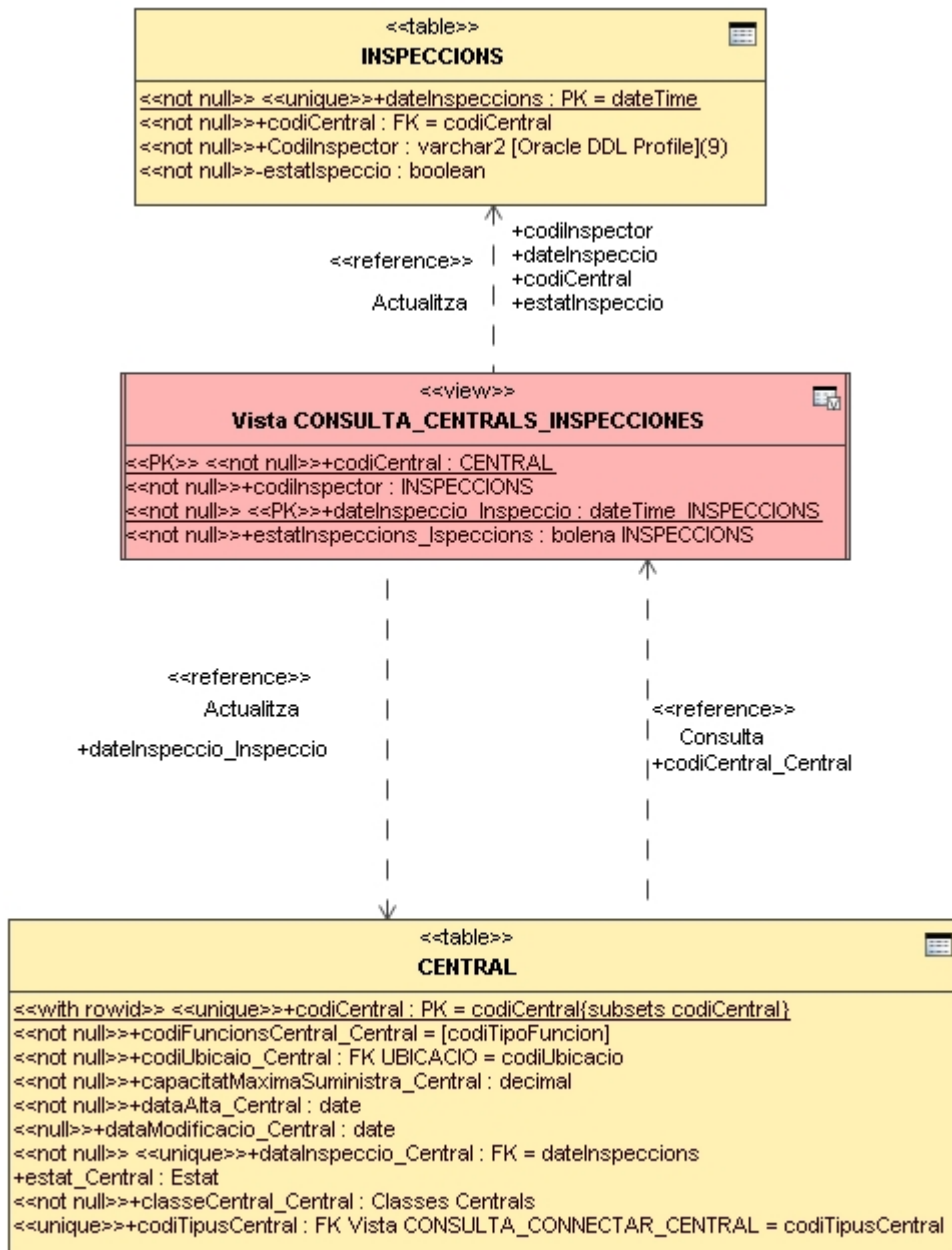 <<table>>
INSPECCIONS
<<not null>> <<unique>>+dateInspeccions : PK = dateTime
<<not null>>+codiCentral : FK = codiCentral
<<not null>>+CodiInspector : varchar2 [Oracle DDL Profile](9)
<<not null>>-estatIspeccio : boolean
<<reference>>
Actualitza
+codiInspector
+dateInspeccio
+codiCentral
+estatInspeccio
<<view>>
Vista CONSULTA_CENTRALS_INSPECCIONES
<<PK>> <<not null>>+codiCentral : CENTRAL
<<not null>>+codiInspector : INSPECCIONS
<<not null>> <<PK>>+dateInspeccio_Inspeccio : dateTime_INSPECCIONS
<<not null>>+estatInspeccions_Ispeccions : bolena INSPECCIONS
<<reference>>
Actualitza
+dateInspeccio_Inspeccio
<<reference>>
Consulta
+codiCentral_Central
<<table>>
CENTRAL
<<with rowid>> <<unique>>+codiCentral : PK = codiCentral{subsets codiCentral}
<<not null>>+codiFuncionsCentral_Central = [codiTipoFuncion]
<<not null>>+codiUbicaio_Central : FK UBICACIO = codiUbicacio
<<not null>>+capacitatMaximaSuministra_Central : decimal
<<not null>>+dataAlta_Central : date
<<null>>+dataModificacio_Central : date
<<not null>> <<unique>>+dataInspeccio_Central : FK = dateInspeccions
+estat_Central : Estat
<<not null>>+classeCentral_Central : Classes Centrals
<<unique>>+codiTipusCentral : FK Vista CONSULTA_CONNECTAR_CENTRAL = codiTipusCentral